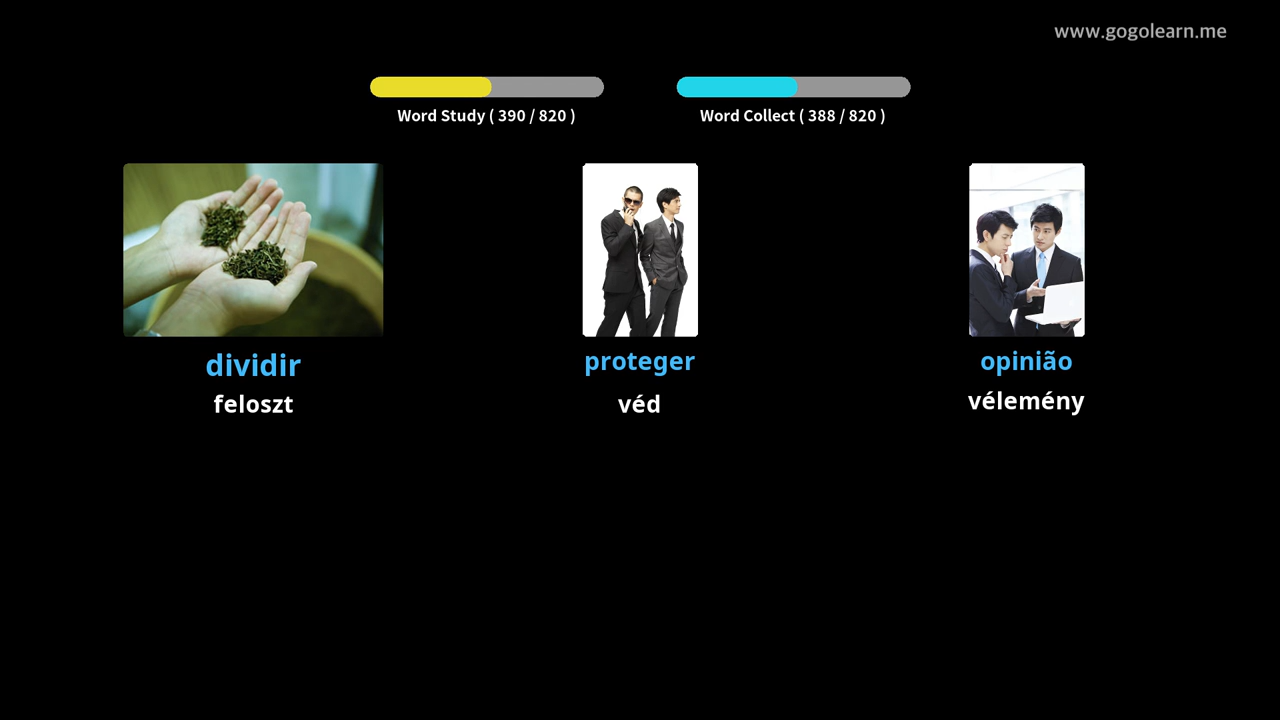 www.gogolearn.me
Word Study ( 390 / 820 )
Word Collect ( 388 / 820 )
dividir
feloszt
proteger
véd
opinião
vélemény